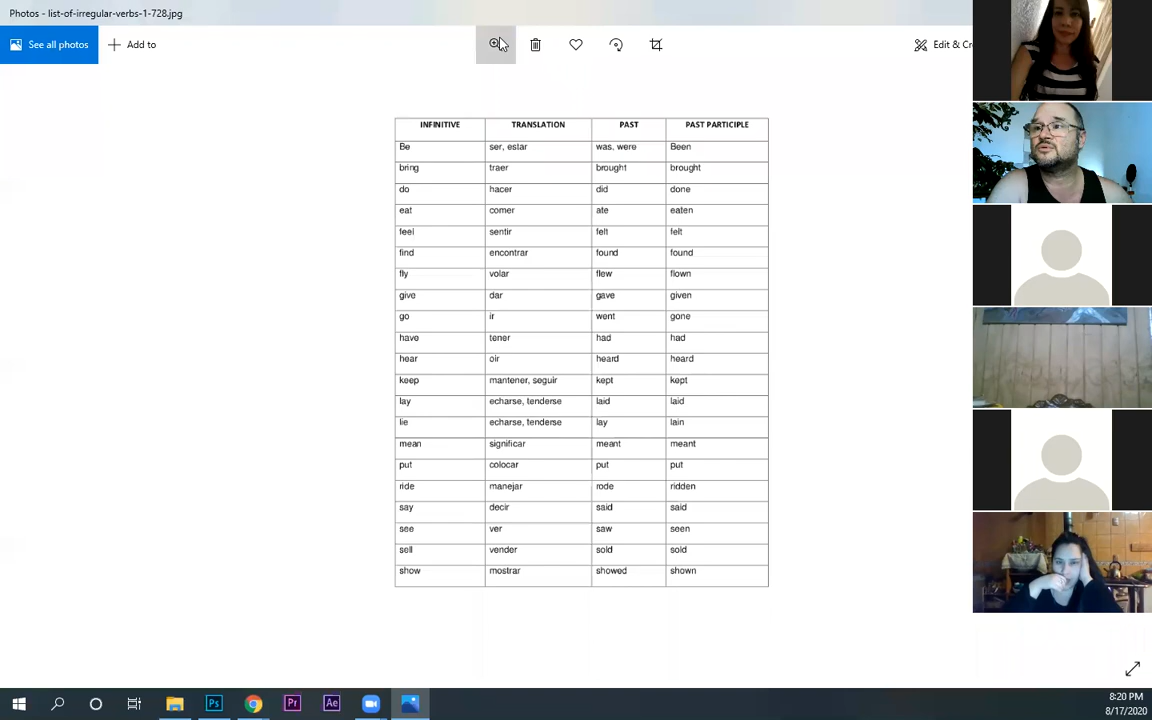 Photos - list-of-irregular-verbs-1-728.jpg
See all photos + Add to Edit & Cr
INFINITIVE TRANSLATION PAST PAST PARTICIPLE
Be ser, estar was, were Been
bring traer brought brought
do hacer did done
eat comer ate eaten
feel sentir felt felt
find encontrar found found
fly volar flew flown
give dar gave given
go ir went gone
have tener had had
hear oir heard heard
keep mantener, seguir kept kept
lay echarse, tenderse laid laid
lie echarse, tenderse lay lain
mean significar meant meant
put colocar put put
ride manejar rode ridden
say decir said said
see ver saw seen
sell vender sold sold
show mostrar showed shown
Ps Pr Ae
8:20 PM
8/17/2020